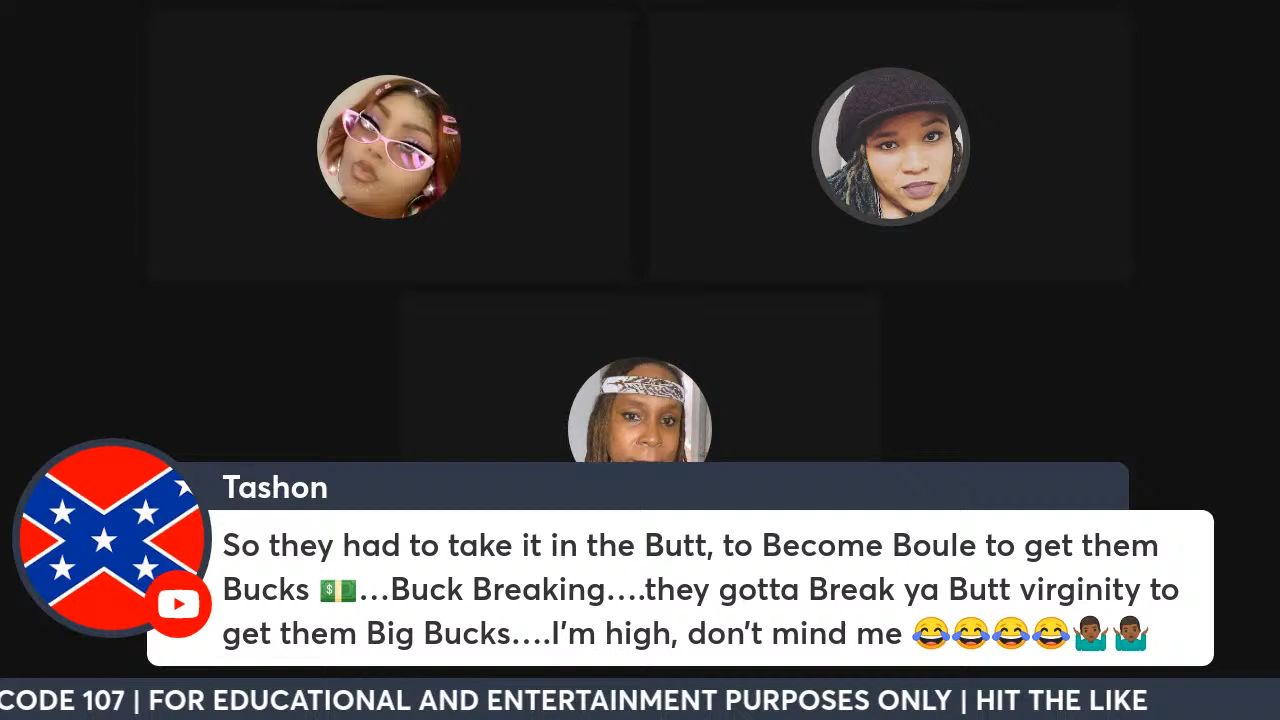 Tashon
So they had to take it in the Butt, to Become Boule to get them
Bucks 💵…Buck Breaking….they gotta Break ya Butt virginity to
get them Big Bucks….I’m high, don’t mind me 😂😂😂😂🤷🏾‍♂️🤷🏾‍♂️
CODE 107 | FOR EDUCATIONAL AND ENTERTAINMENT PURPOSES ONLY | HIT THE LIKE